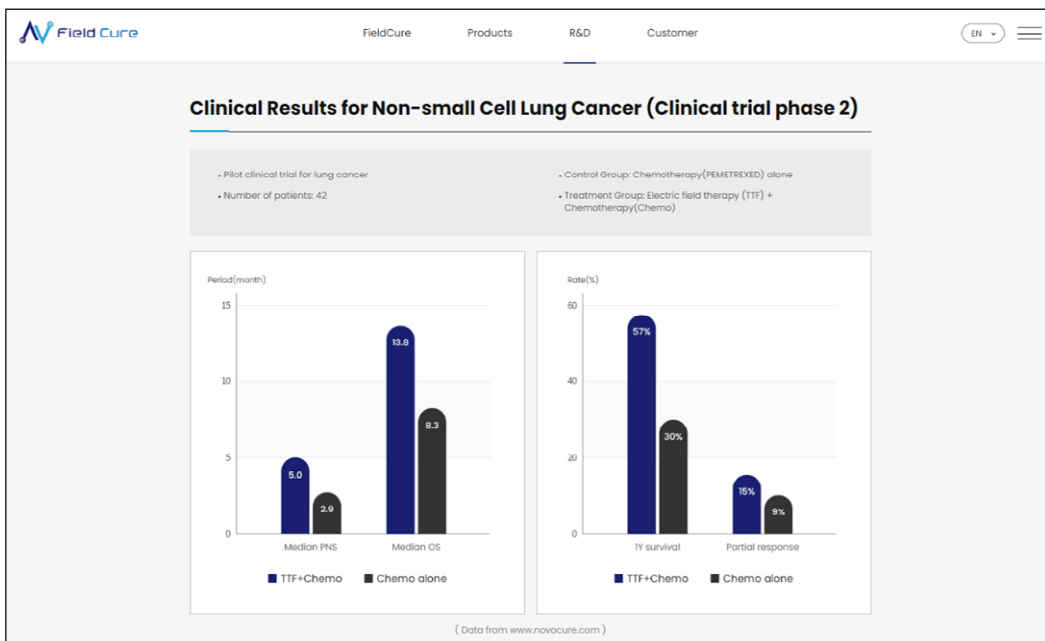 Field Cure
FieldCure
Products
R&D
Customer
EN
Clinical Results for Non-small Cell Lung Cancer (Clinical trial phase 2)
• Pilot clinical trial for lung cancer
• Number of patients: 42
• Control Group: Chemotherapy(PEMETREXED) alone
• Treatment Group: Electric field therapy (TTF) +
Chemotherapy(Chemo)
Period(month)
15
10
5
0
5.0
2.9
13.8
8.3
Median PNS
Median OS
TTF+Chemo
Chemo alone
Rate(%)
60
40
20
0
57%
30%
15%
9%
1Y survival
Partial response
TTF+Chemo
Chemo alone
( Data from www.novocure.com )